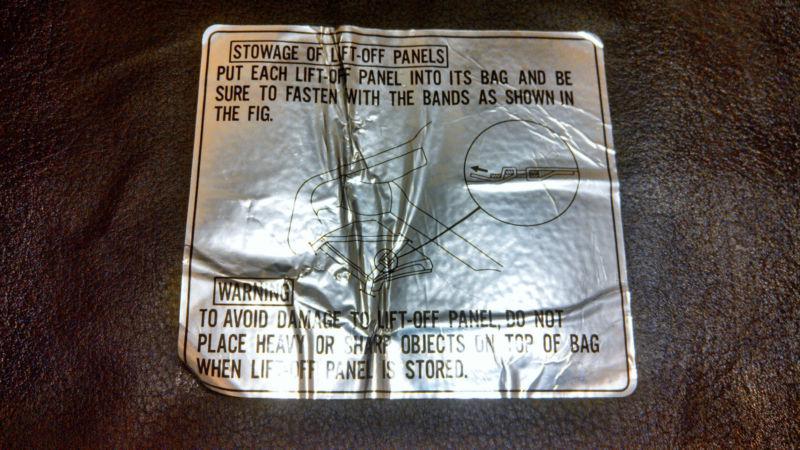 STOWAGE OF LIFT-OFF PANELS
PUT EACH LIFT-OFF PANEL INTO ITS BAG AND BE
SURE TO FASTEN WITH THE BANDS AS SHOWN IN
THE FIG.
WARNING
TO AVOID DAMAGE TO LIFT-OFF PANEL, DO NOT
PLACE HEAVY OR SHARP OBJECTS ON TOP OF BAG
WHEN LIFT-OFF PANEL IS STORED.